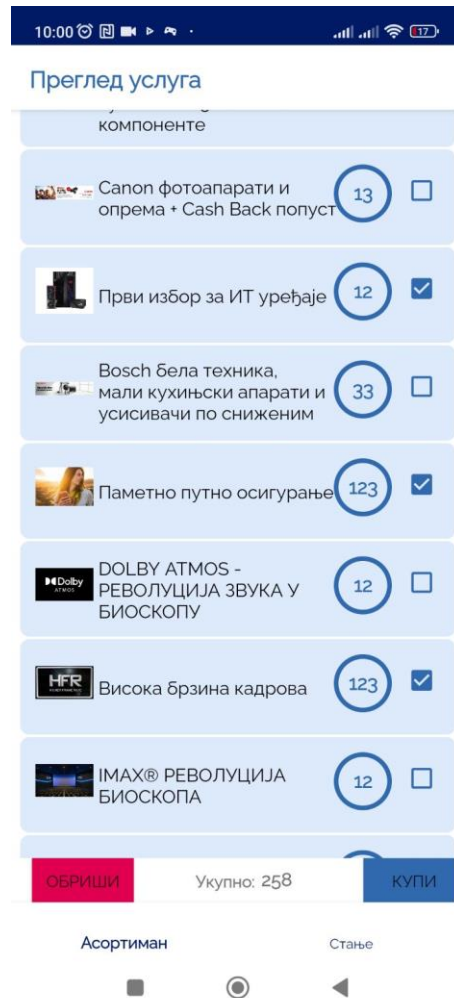 10:00
17
Преглед услуга
компоненте
Canon фотоапарати и
опрема + Cash Back попуст
13
Први избор за ИТ уређаје
12
Bosch бела техника,
мали кухињски апарати и
усисивачи по сниженим
33
Паметно путно осигурање
123
Dolby
ATMOS
DOLBY ATMOS -
РЕВОЛУЦИЈА ЗВУКА У
БИОСКОПУ
12
HFR
Висока брзина кадрова
123
IMAX® РЕВОЛУЦИЈА
БИОСКОПА
12
ОБРИШИ
Укупно: 258
КУПИ
Асортиман
Стање